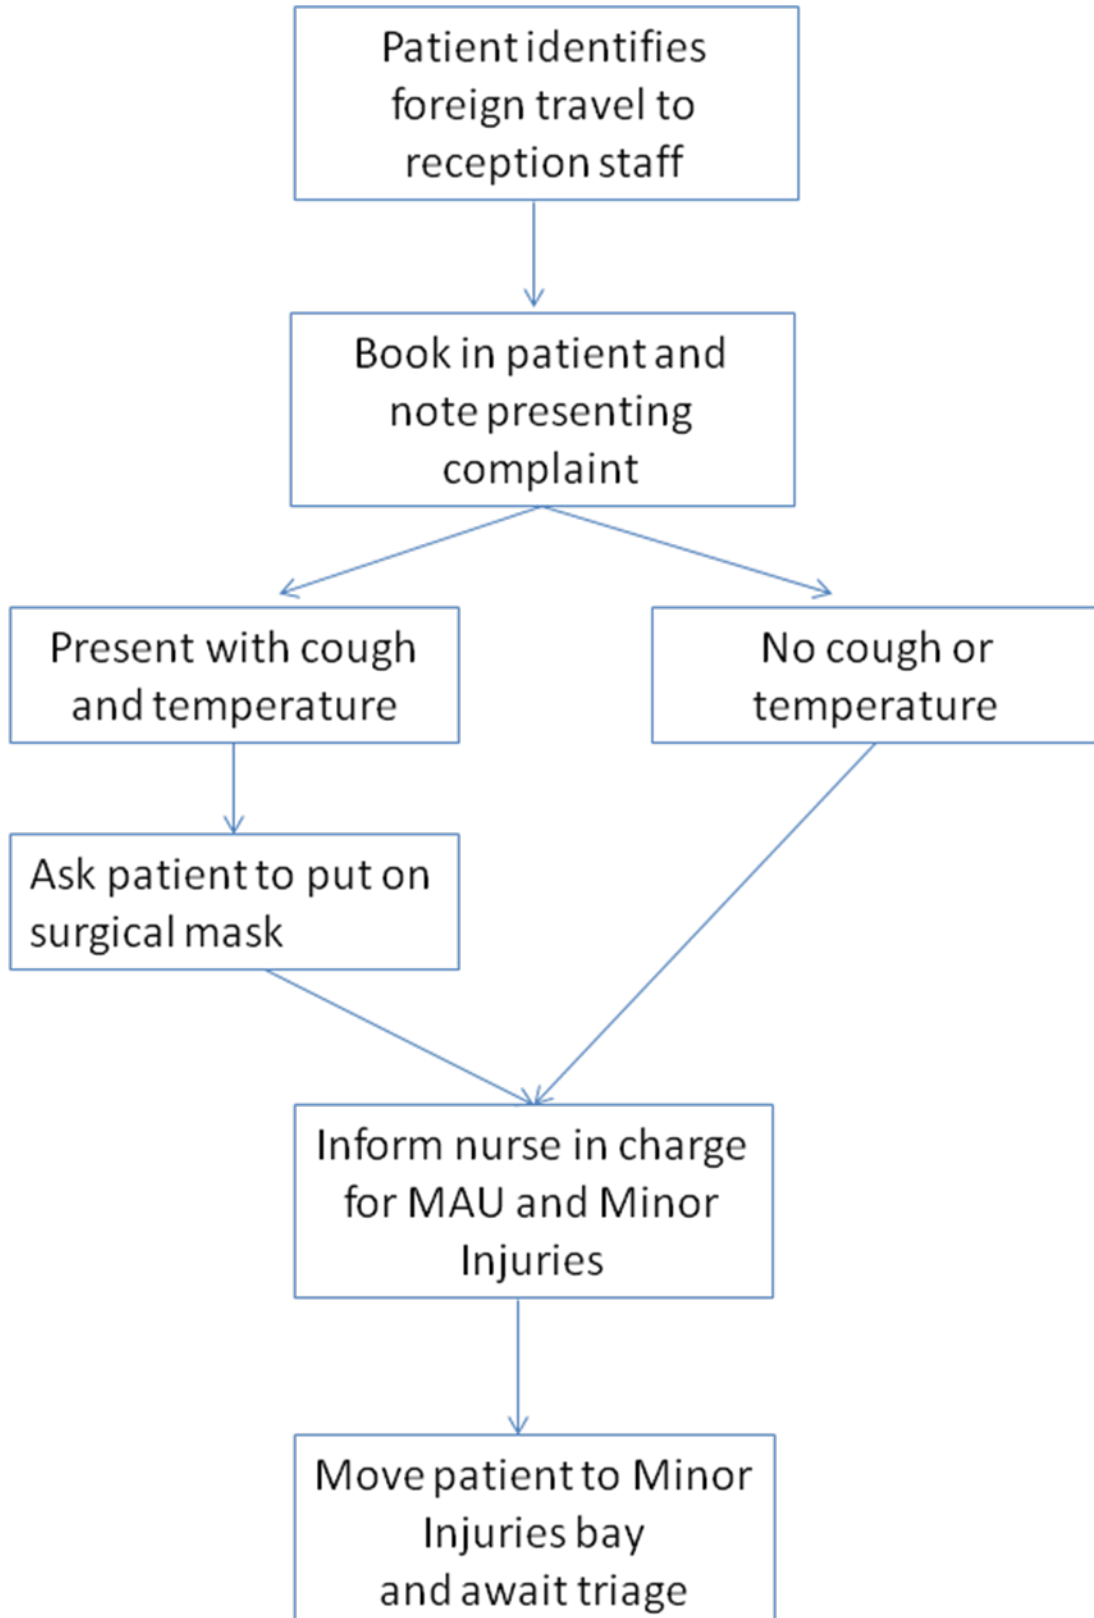 Patient identifies
foreign travel to
reception staff
Book in patient and
note presenting
complaint
Present with cough
and temperature
No cough or
temperature
Ask patient to put on
surgical mask
Inform nurse in charge
for MAU and Minor
Injuries
Move patient to Minor
Injuries bay
and await triage